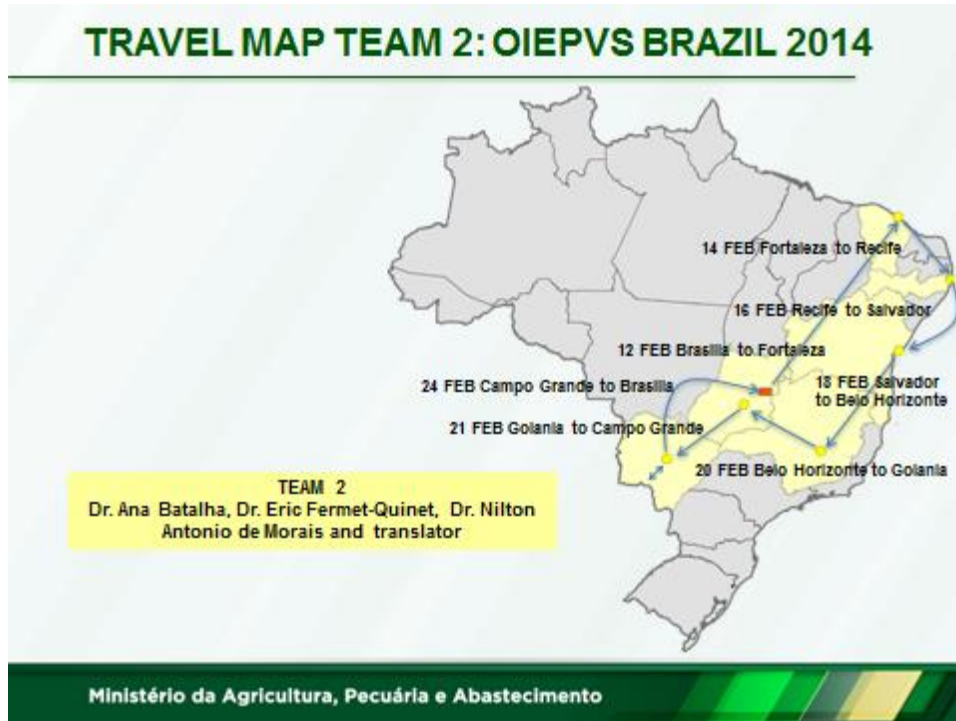 TRAVEL MAP TEAM 2: OIEPVS BRAZIL 2014
14 FEB Fortaleza to Recife
16 FEB Recife to Salvador
12 FEB Brasilia to Fortaleza
24 FEB Campo Grande to Brasilia
18 FEB Salvador
to Belo Horizonte
21 FEB Goiania to Campo Grande
20 FEB Belo Horizonte to Goiania
TEAM 2
Dr. Ana Batalha, Dr. Eric Fermet-Quinet, Dr. Nilton
Antonio de Morais and translator
Ministério da Agricultura, Pecuária e Abastecimento